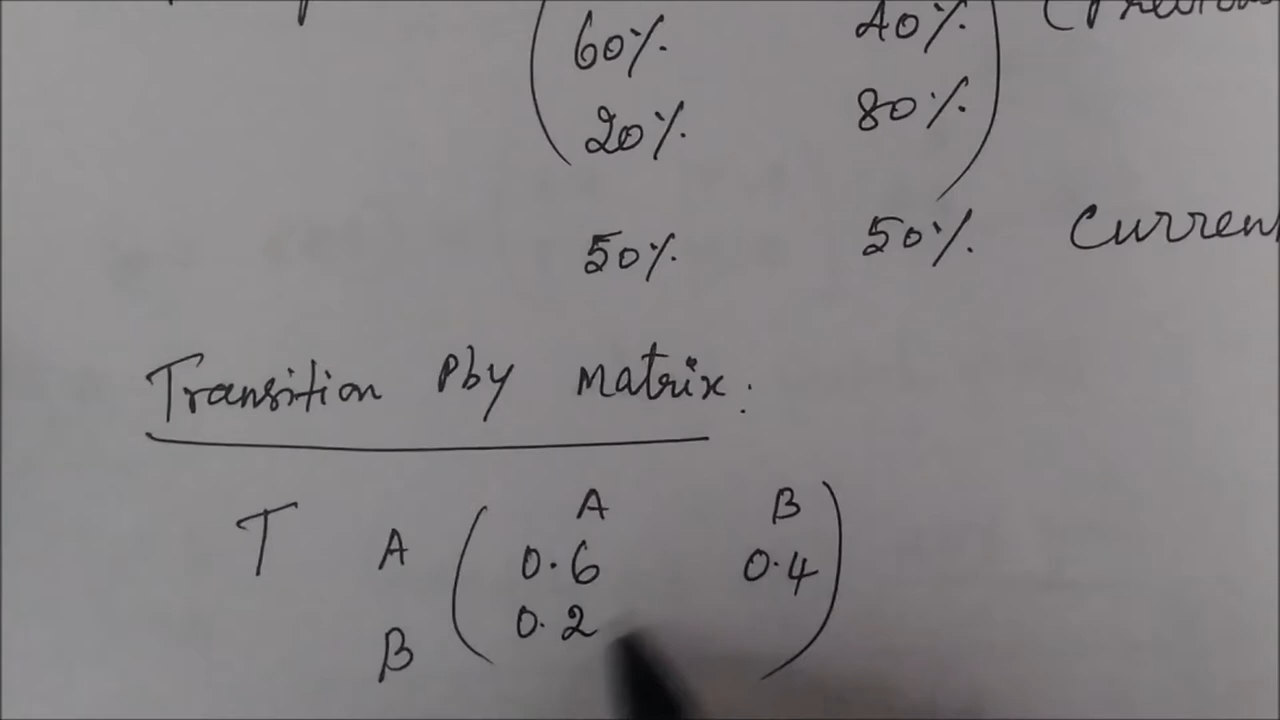 60% 40%
20% 80%
50% 50% Curren
Transition Pby Matrix:
A B
T A 0.6 0.4
B 0.2